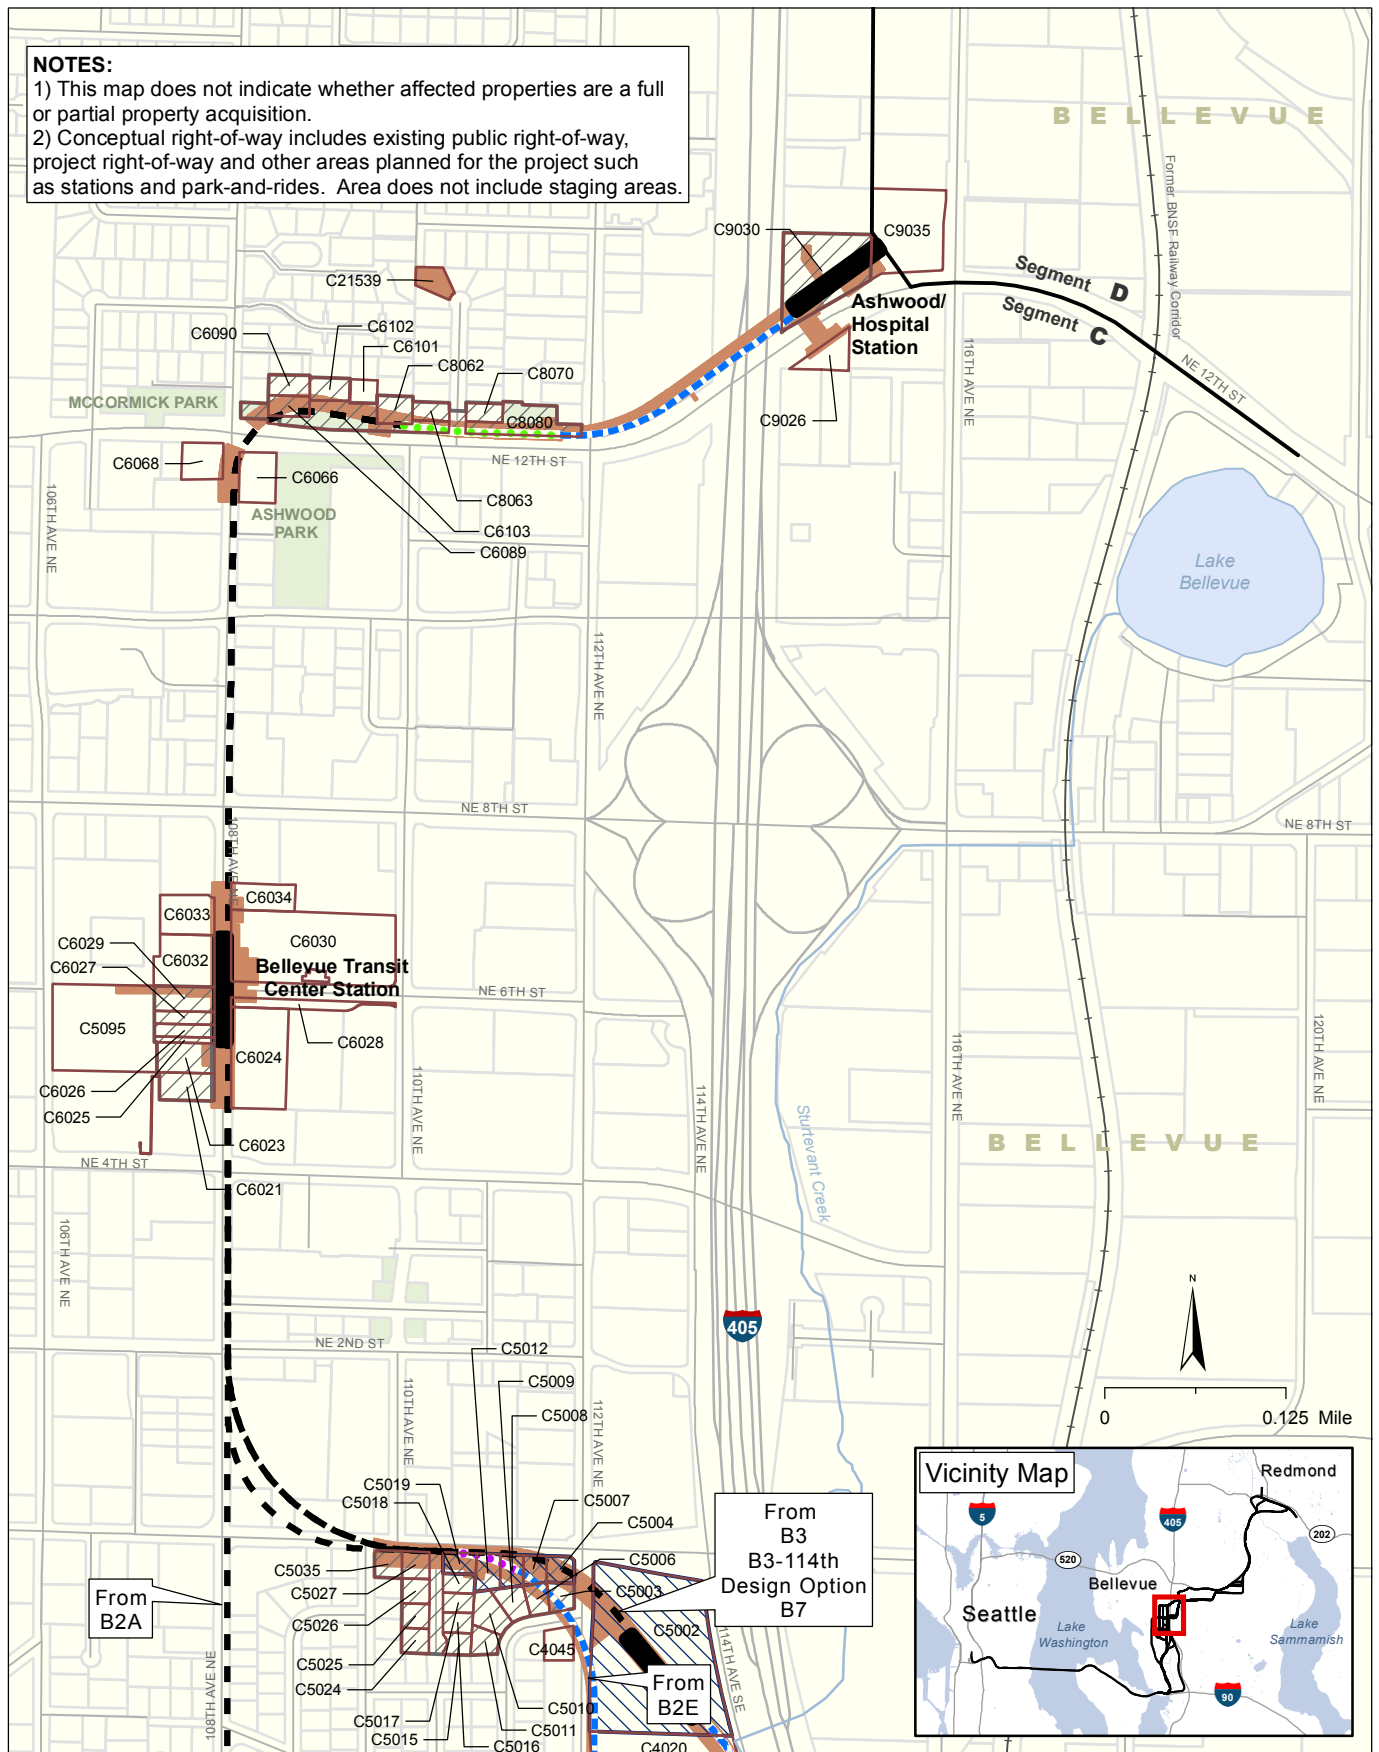 NOTES:
1) This map does not indicate whether affected properties are a full
or partial property acquisition.
2) Conceptual right-of-way includes existing public right-of-way,
project right-of-way and other areas planned for the project such
as stations and park-and-rides. Area does not include staging areas.
BELLEVUE
Former BNSF Railway Corridor
C9030
C9035
C21539
Segment D
Segment C
Ashwood/
Hospital
Station
C6090
C6102
C6101
C8062
C8070
116TH AVE NE
NE 12TH ST
MCCORMICK PARK
C8080
C9026
NE 12TH ST
C6068
C6066
C8063
106TH AVE NE
ASHWOOD
PARK
C6103
C6089
Lake
Bellevue
112TH AVE NE
NE 8TH ST
NE 8TH ST
108TH AVE NE
C6034
C6033
C6030
C6029
C6032
C6027
Bellevue Transit
Center Station
NE 6TH ST
C5095
C6028
C6024
C6026
C6025
110TH AVE NE
114TH AVE NE
116TH AVE NE
120TH AVE NE
Sturtevant Creek
C6023
BELLEVUE
NE 4TH ST
C6021
106TH AVE NE
N
405
NE 2ND ST
C5012
C5009
110TH AVE NE
112TH AVE NE
C5008
0
0.125 Mile
C5019
C5018
C5007
C5004
From
B3
B3-114th
Design Option
B7
C5035
C5006
C5027
C5003
From
B2A
C5026
C5002
C5025
C4045
114TH AVE SE
C5024
From
B2E
C5010
C5017
C5011
C5015
C5016
C4020
108TH AVE NE
Vicinity Map
Redmond
5
405
202
520
Bellevue
Seattle
Lake
Washington
Lake
Sammamish
90